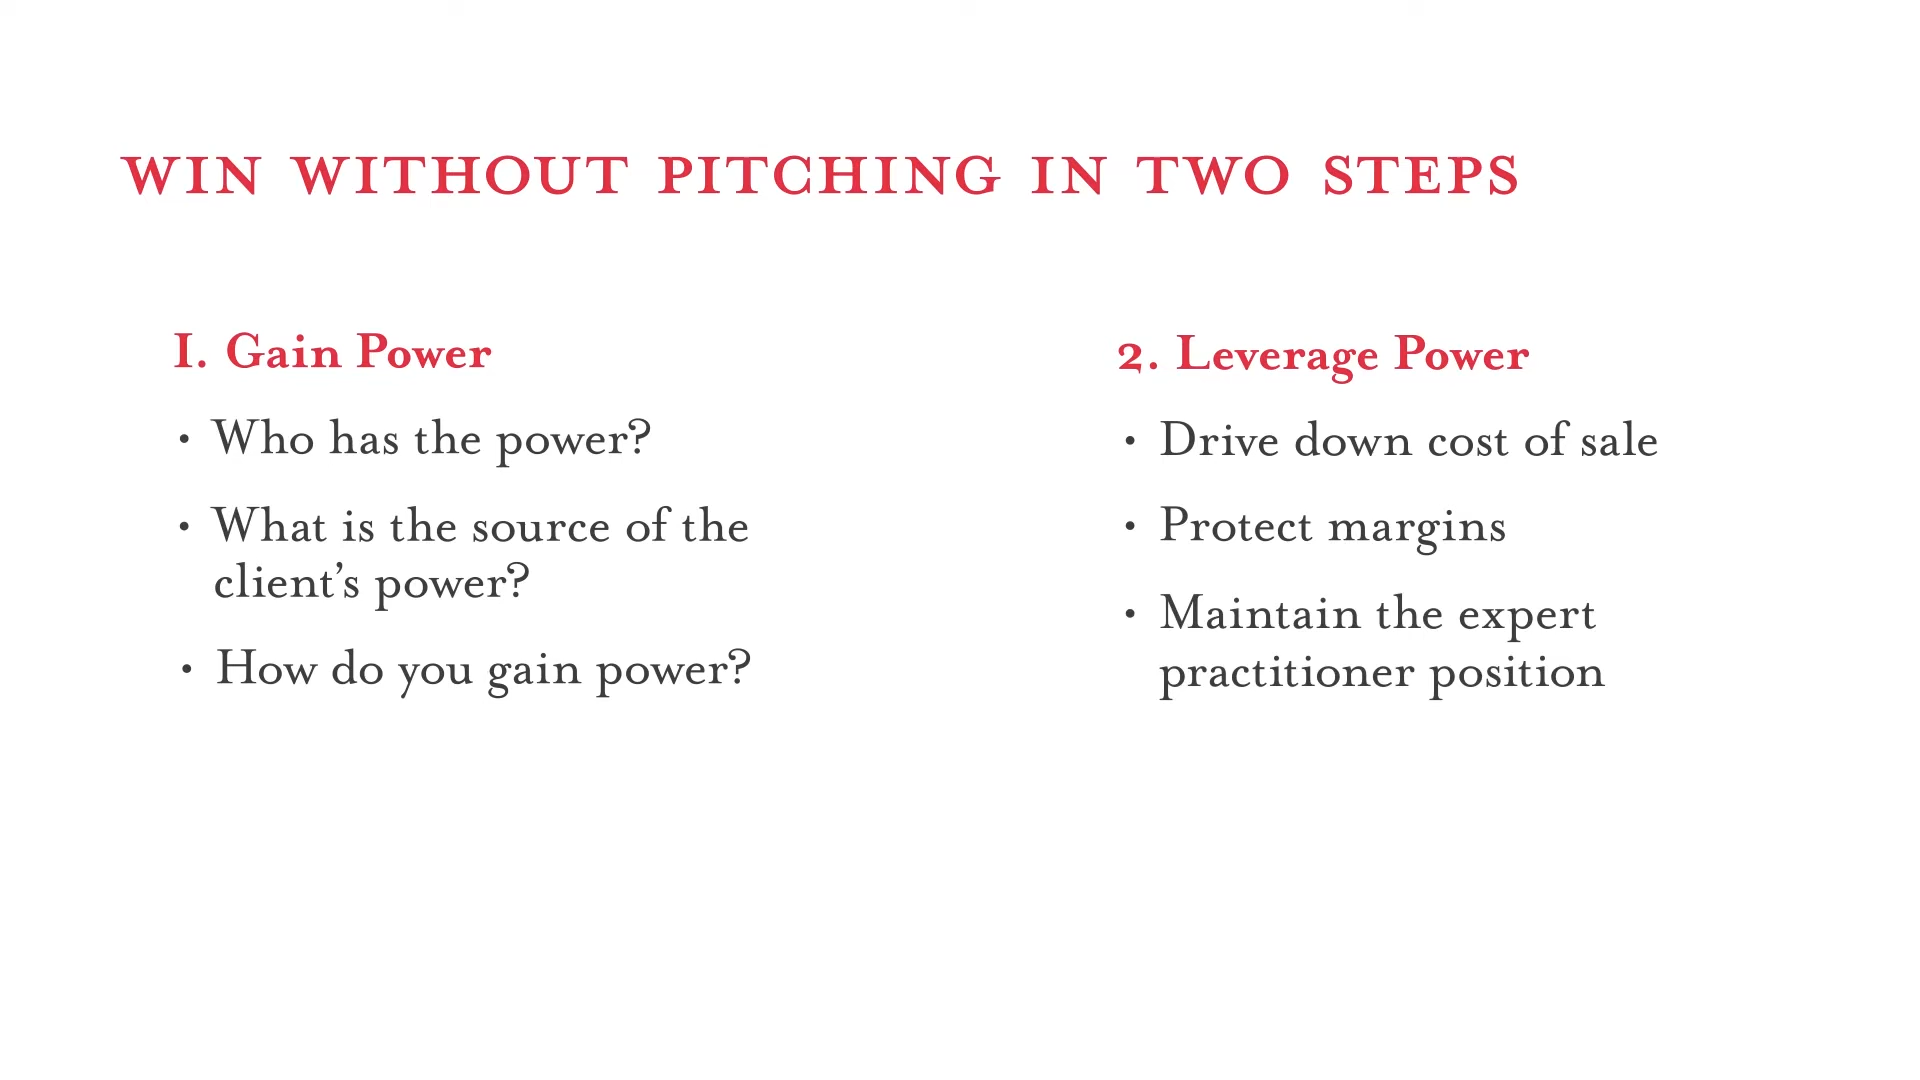 WIN WITHOUT PITCHING IN TWO STEPS
1. Gain Power
• Who has the power?
• What is the source of the
client’s power?
• How do you gain power?
2. Leverage Power
• Drive down cost of sale
• Protect margins
• Maintain the expert
practitioner position